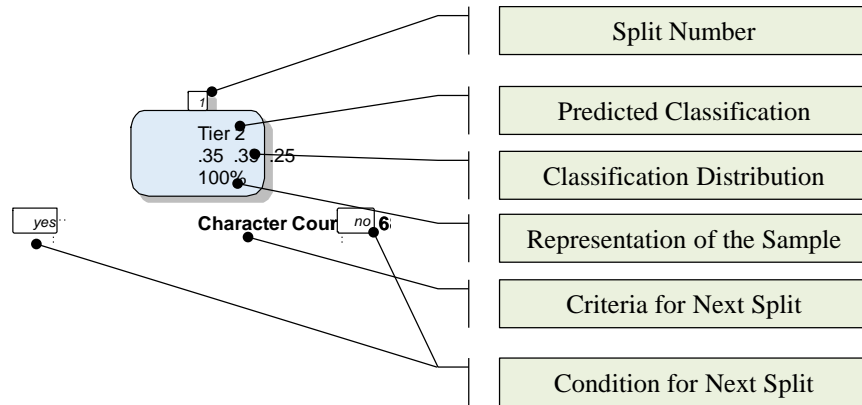 Split Number
1
Predicted Classification
Tier 2
.35 .39 .25
100%
Classification Distribution
yes
Character Cour
no
6
Representation of the Sample
Criteria for Next Split
Condition for Next Split